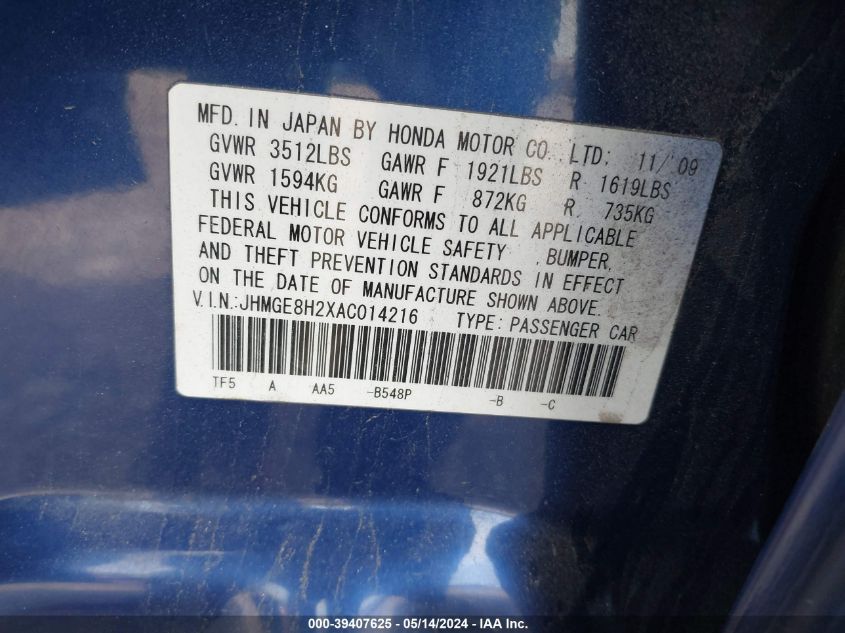 MFD. IN JAPAN BY HONDA MOTOR CO., LTD: 11/'09
GVWR 3512LBS GAWR F 1921LBS R 1619LBS
GVWR 1594KG GAWR F 872KG R 735KG
THIS VEHICLE CONFORMS TO ALL APPLICABLE
FEDERAL MOTOR VEHICLE SAFETY ,BUMPER,
AND THEFT PREVENTION STANDARDS IN EFFECT
ON THE DATE OF MANUFACTURE SHOWN ABOVE.
V.I.N.:JHMGE8H2XAC014216 TYPE: PASSENGER CAR
TF5 A AA5 -B548P -B -C
000-39407625 - 05/14/2024 - IAA Inc.